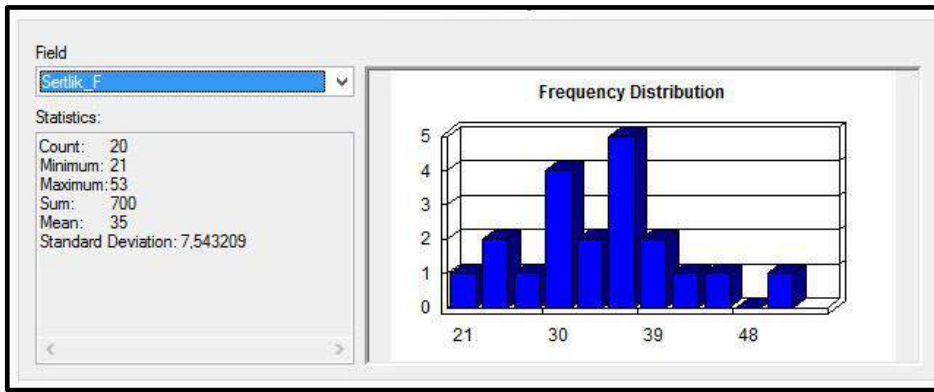 Field
Sertlik_F
Statistics:
Count: 20
Minimum: 21
Maximum: 53
Sum: 700
Mean: 35
Standard Deviation: 7,543209
Frequency Distribution
5
4
3
2
1
0
21 30 39 48